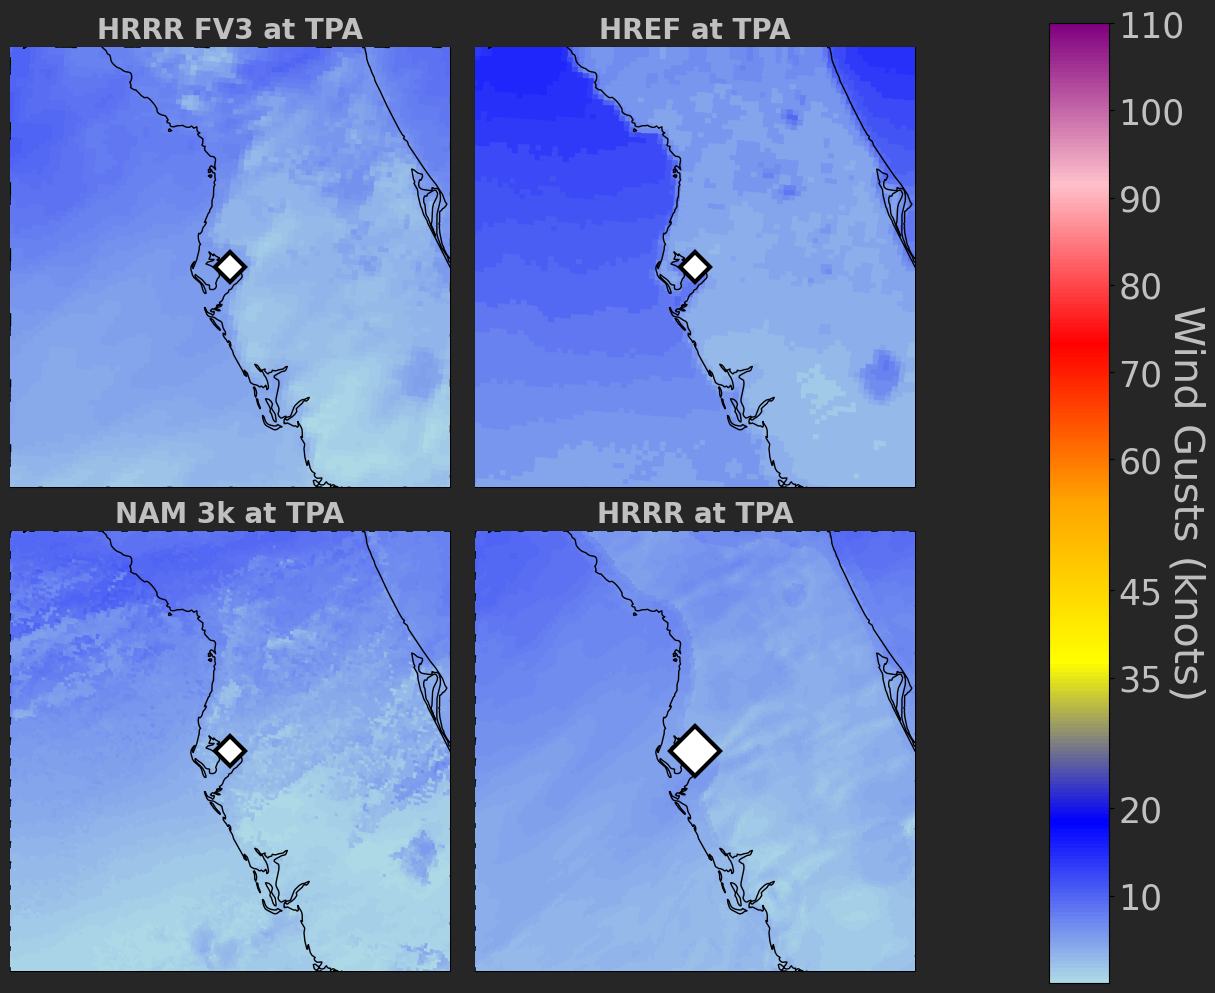 HRRR FV3 at TPA
HREF at TPA
NAM 3k at TPA
HRRR at TPA
110
100
90
80
70
60
45
35
20
10
Wind Gusts (knots)